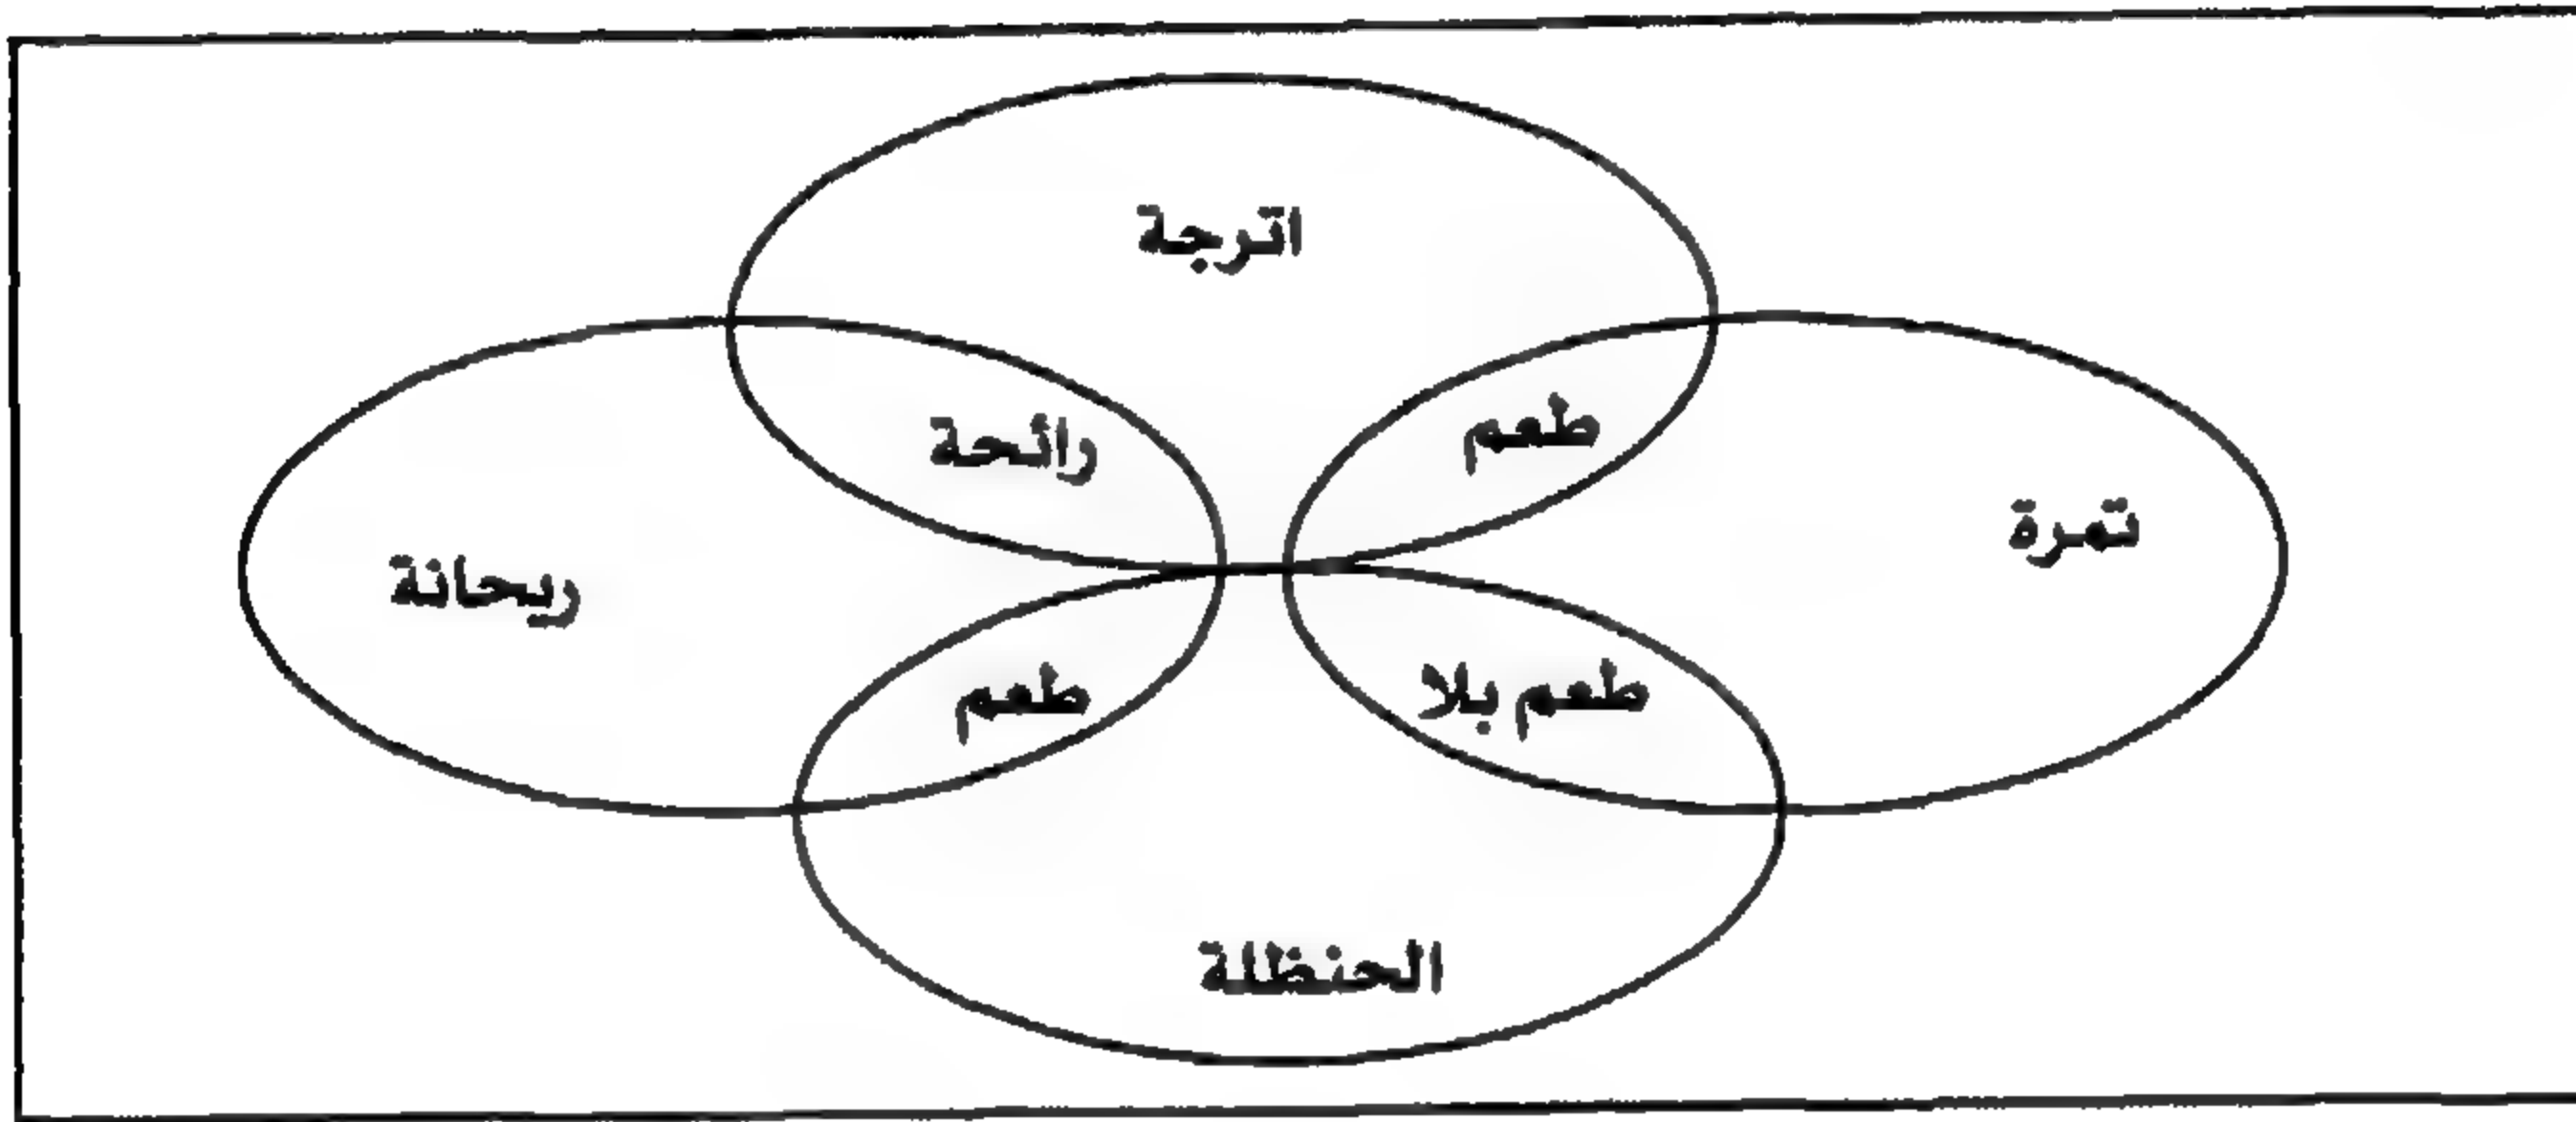 اترجة
طعم
رائحة
تمرة
ريحانة
طعم بلا
طعم
الحنظلة